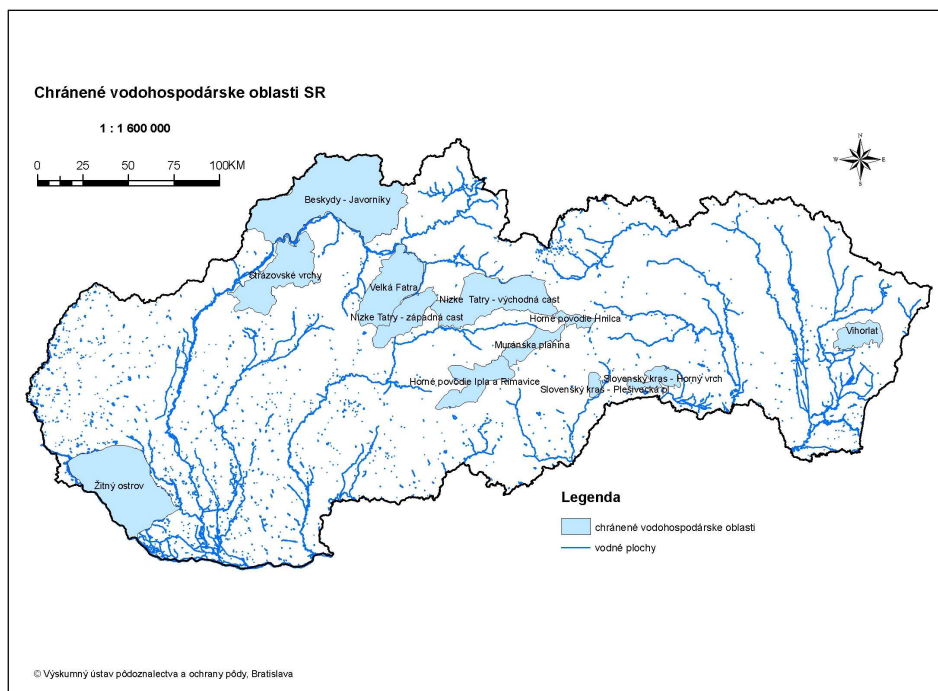 Chránené vodohospodárske oblasti SR
1 : 1 600 000
0 25 50 75 100KM
N
W E
S
Beskydy - Javorníky
Strážovské vrchy
Velká Fatra
Nízke Tatry - východná cast
Nízke Tatry - západná cast
Horné povodie Hnilca
Muránska planina
Vihorlat
Horné povodie Ipla a Rimavice
Slovenský kras - Horný vrch
Slovenský kras - Plešivecká pl
Žitný ostrov
Legenda
chránené vodohospodárske oblasti
vodné plochy
© Výskumný ústav pôdoznalectva a ochrany pôdy, Bratislava